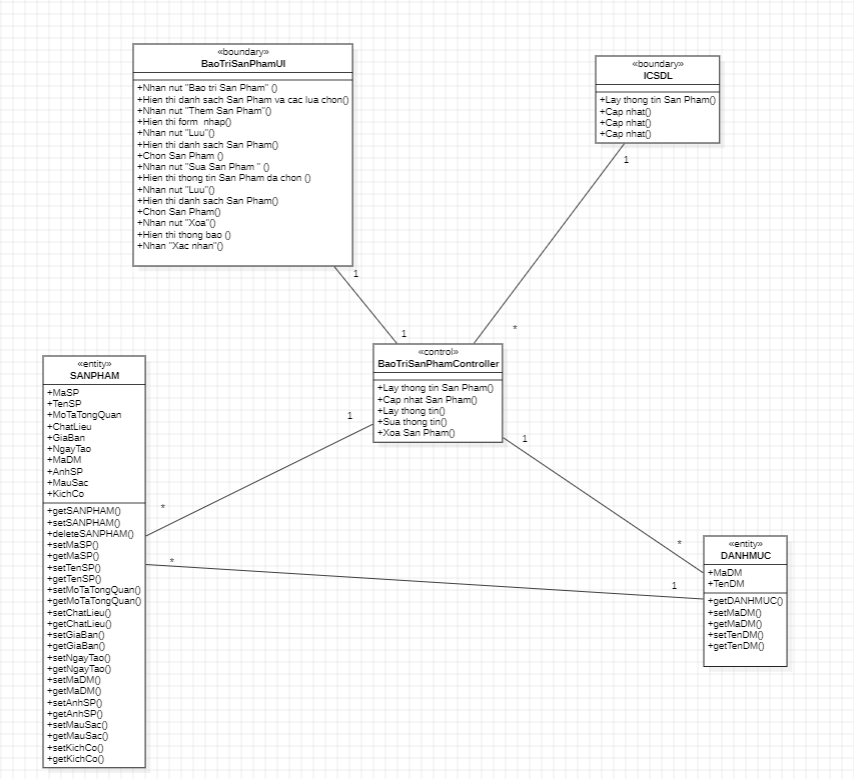 «boundary»
BaoTriSanPhamUI
+Nhan nut "Bao tri San Pham" ()
+Hien thi danh sach San Pham va cac lua chon()
+Nhan nut "Them San Pham"()
+Hien thi form nhap()
+Nhan nut "Luu"()
+Hien thi danh sach San Pham()
+Chon San Pham ()
+Nhan nut "Sua San Pham " ()
+Hien thi thong tin San Pham da chon ()
+Nhan nut "Luu"()
+Hien thi danh sach San Pham()
+Chon San Pham()
+Nhan nut "Xoa"()
+Hien thi thong bao ()
+Nhan "Xac nhan"()
«boundary»
ICSDL
+Lay thong tin San Pham()
+Cap nhat()
+Cap nhat()
+Cap nhat()
1
1
1
*
«control»
BaoTriSanPhamController
+Lay thong tin San Pham()
+Cap nhat San Pham()
+Lay thong tin()
+Sua thong tin()
+Xoa San Pham()
1
*
1
*
*
1
«entity»
SANPHAM
+MaSP
+TenSP
+MoTaTongQuan
+ChatLieu
+GiaBan
+NgayTao
+MaDM
+AnhSP
+MauSac
+KichCo
+getSANPHAM()
+setSANPHAM()
+deleteSANPHAM()
+setMaSP()
+getMaSP()
+setTenSP()
+getTenSP()
+setMoTaTongQuan()
+getMoTaTongQuan()
+setChatLieu()
+getChatLieu()
+setGiaBan()
+getGiaBan()
+setNgayTao()
+getNgayTao()
+setMaDM()
+getMaDM()
+setAnhSP()
+getAnhSP()
+setMauSac()
+getMauSac()
+setKichCo()
+getKichCo()
«entity»
DANHMUC
+MaDM
+TenDM
+getDANHMUC()
+setMaDM()
+getMaDM()
+setTenDM()
+getTenDM()